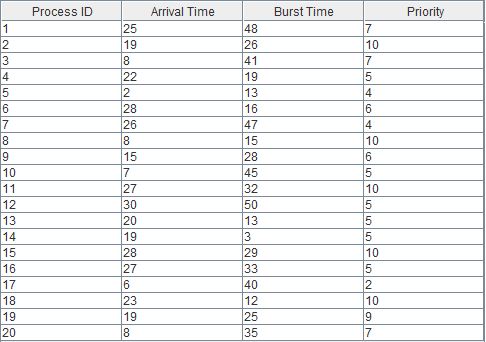 Process ID Arrival Time Burst Time Priority
1 25 48 7
2 19 26 10
3 8 41 7
4 22 19 5
5 2 13 4
6 28 16 6
7 26 47 4
8 8 15 10
9 15 28 6
10 7 45 5
11 27 32 10
12 30 50 5
13 20 13 5
14 19 3 5
15 28 29 10
16 27 33 5
17 6 40 2
18 23 12 10
19 19 25 9
20 8 35 7